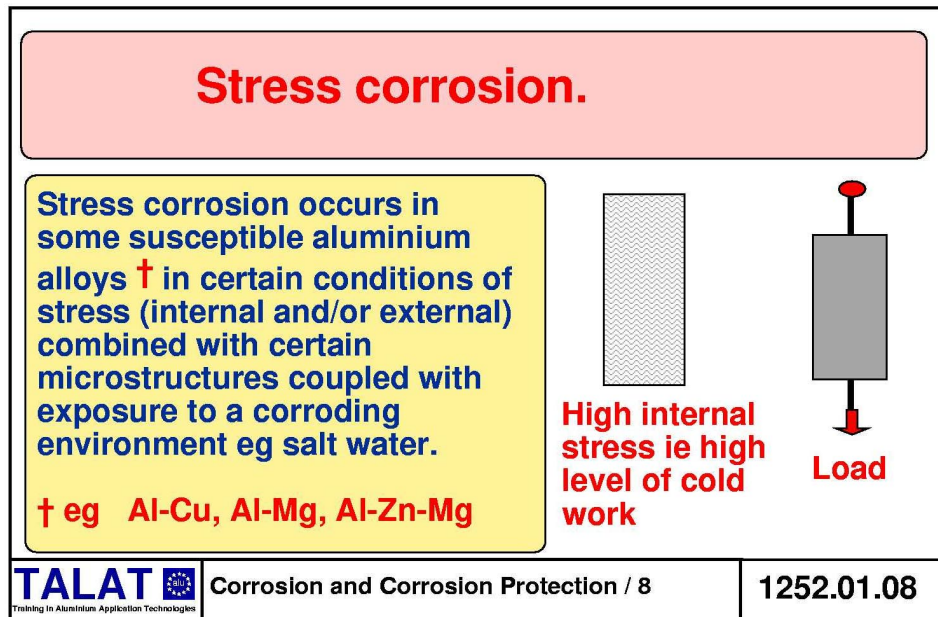 Stress corrosion.
Stress corrosion occurs in
some susceptible aluminium
alloys † in certain conditions of
stress (internal and/or external)
combined with certain
microstructures coupled with
exposure to a corroding
environment eg salt water.
† eg Al-Cu, Al-Mg, Al-Zn-Mg
High internal
stress ie high
level of cold
work
Load
TALAT alu
Training in Aluminium Application Technologies
Corrosion and Corrosion Protection / 8
1252.01.08